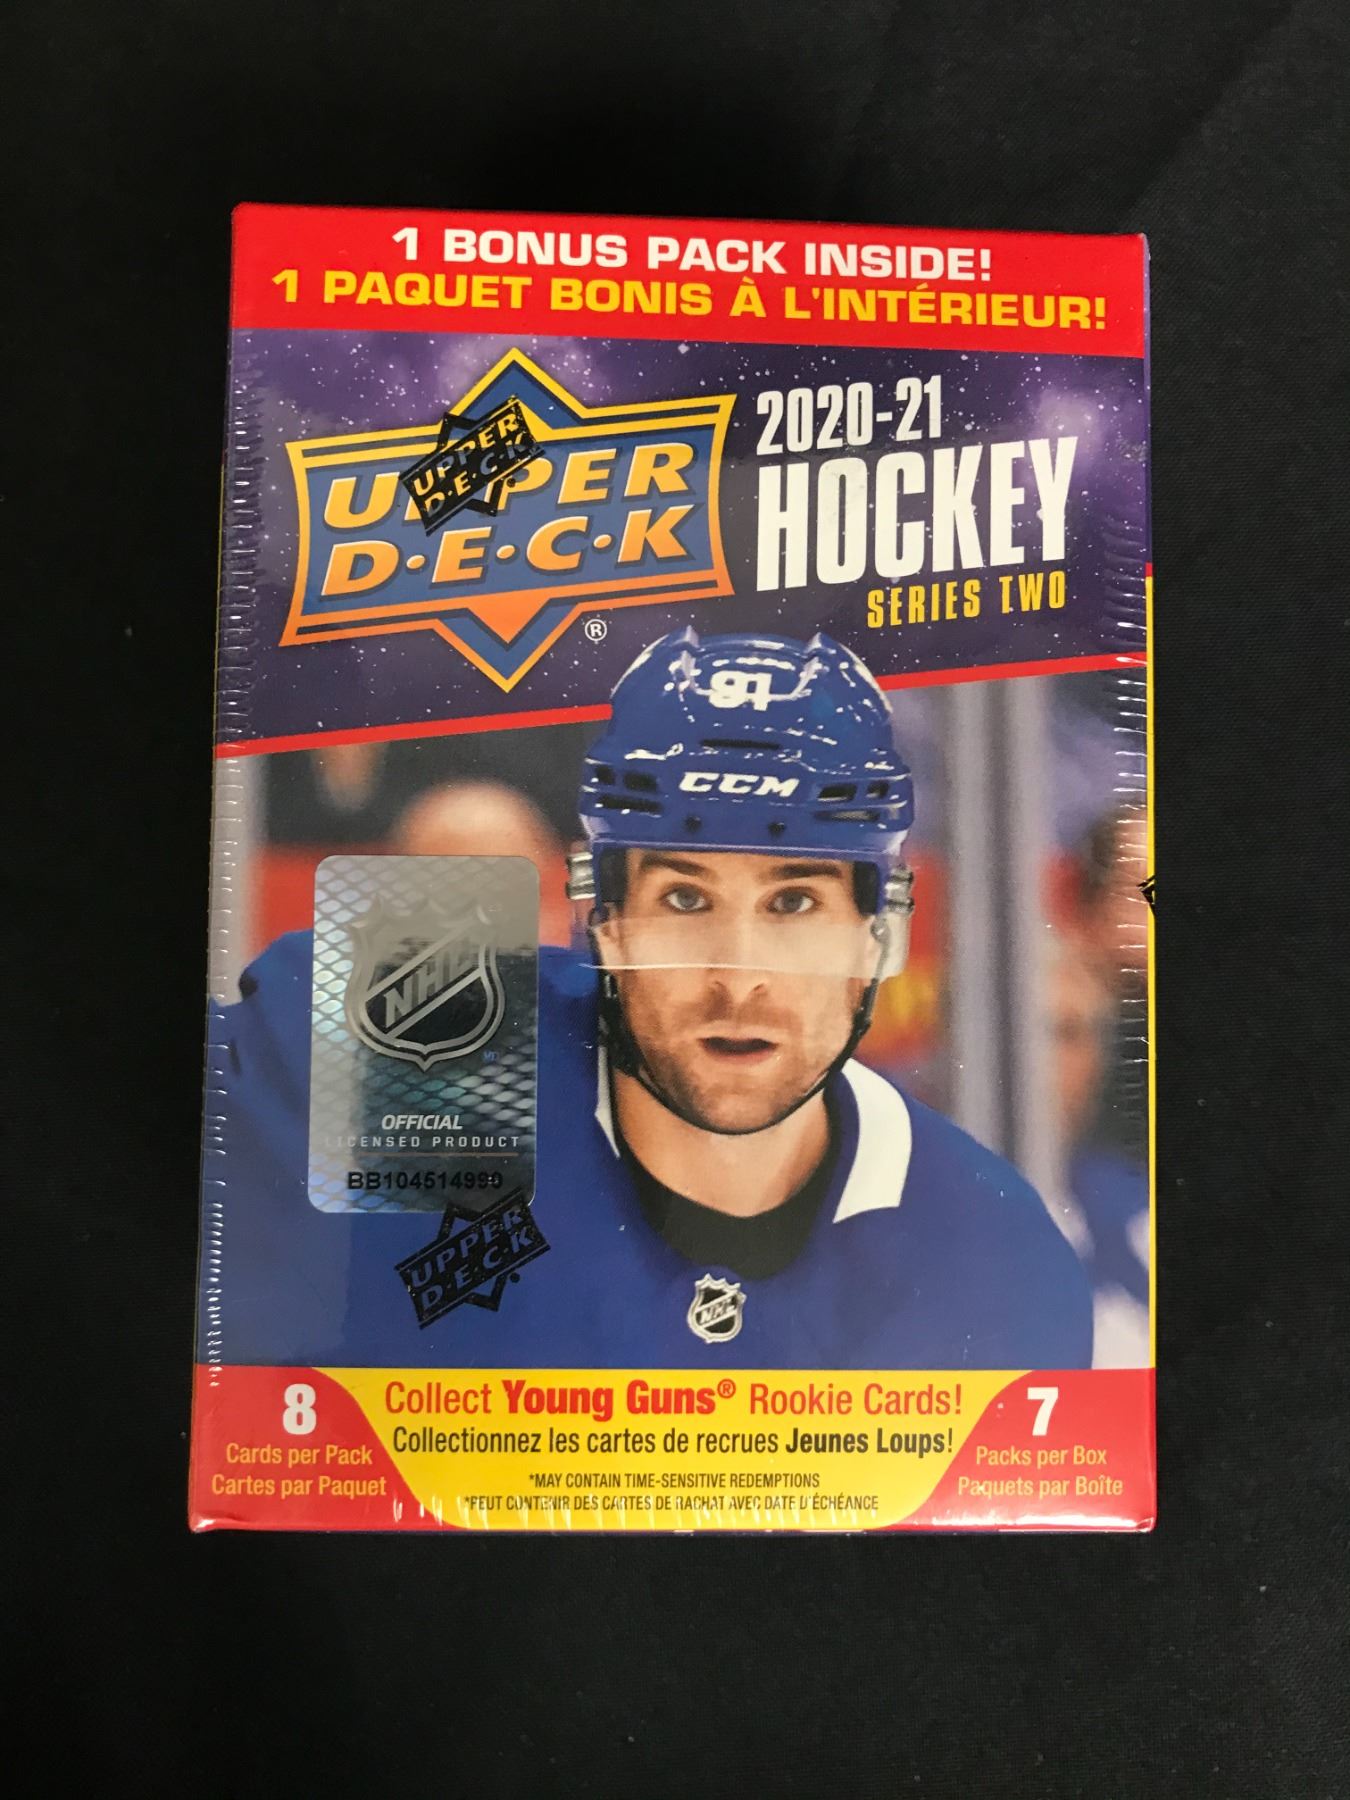 1 BONUS PACK INSIDE!
1 PAQUET BONIS À L'INTÉRIEUR!
UPPER
D·E·C·K
®
UPPER
D·E·C·K
2020-21
HOCKEY
SERIES TWO
91
CCM
NHL
MD
OFFICIAL
LICENSED PRODUCT
BB104514990
UPPER
D·E·C·K
NHL
8
Cards per Pack
Cartes par Paquet
Collect Young Guns® Rookie Cards!
Collectionnez les cartes de recrues Jeunes Loups!
*MAY CONTAIN TIME-SENSITIVE REDEMPTIONS
*PEUT CONTENIR DES CARTES DE RACHAT AVEC DATE D'ÉCHÉANCE
7
Packs per Box
Paquets par Boîte